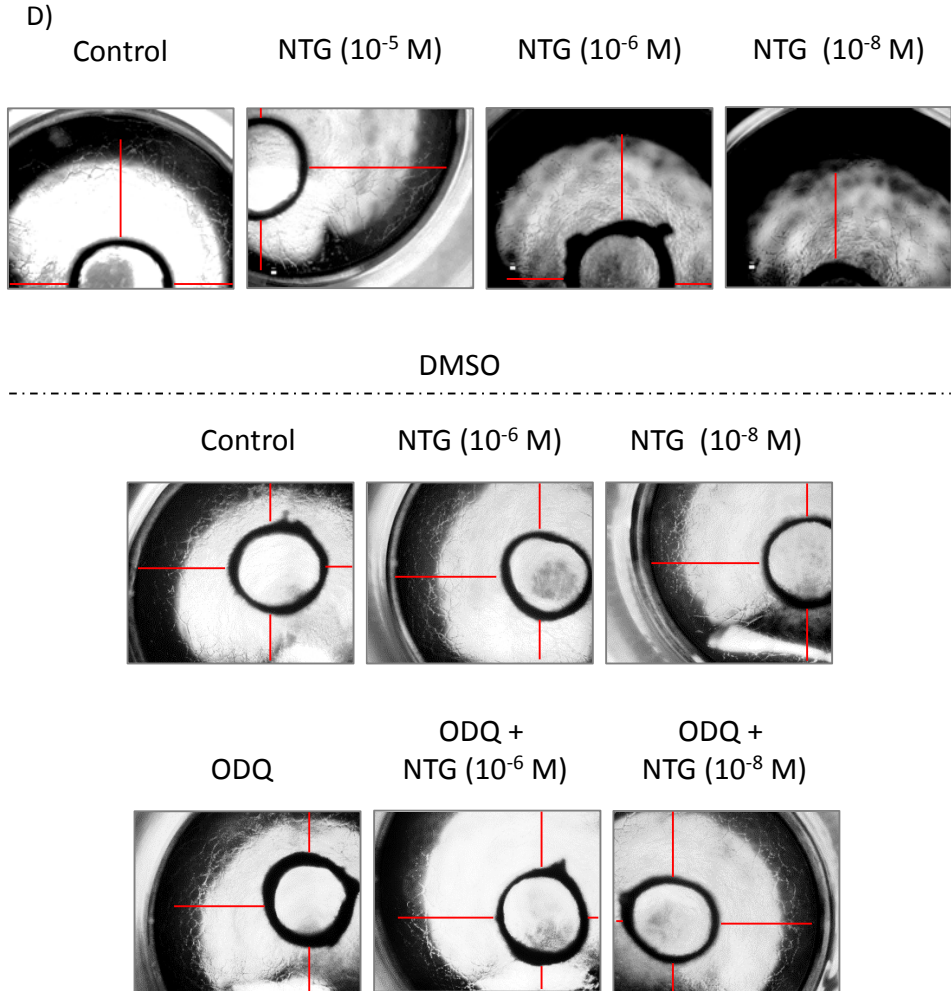 D)
Control NTG (10⁻⁵ M) NTG (10⁻⁶ M) NTG (10⁻⁸ M)
DMSO
Control NTG (10⁻⁶ M) NTG (10⁻⁸ M)
ODQ + ODQ +
ODQ NTG (10⁻⁶ M) NTG (10⁻⁸ M)